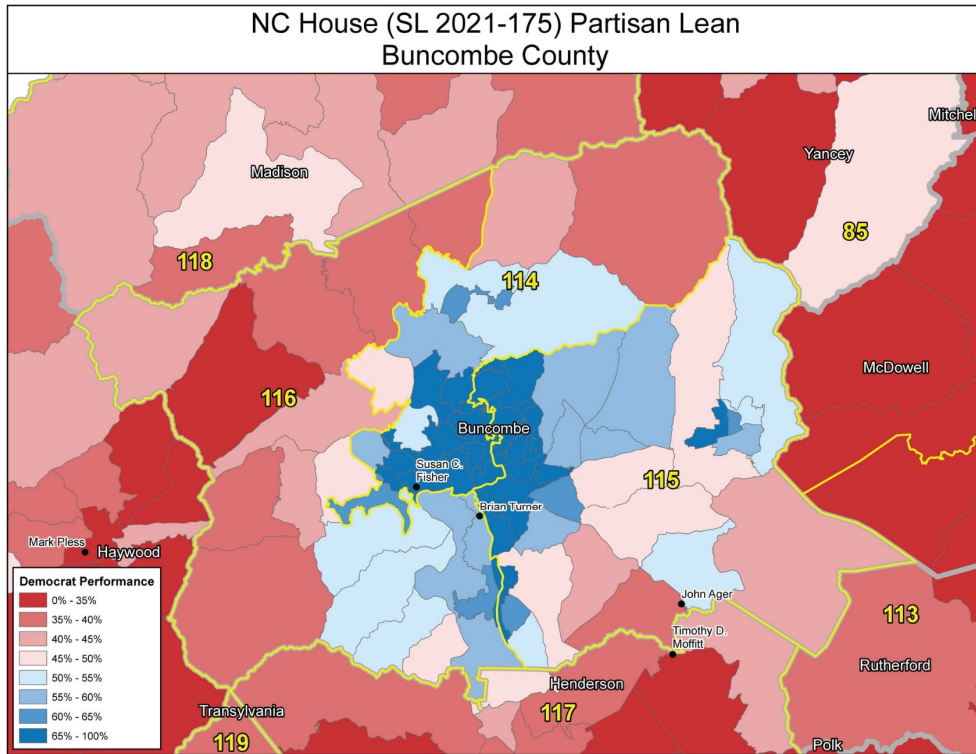 NC House (SL 2021-175) Partisan Lean
Buncombe County
Mitchell
Yancey
Madison
85
118
114
McDowell
116
Buncombe
Susan C.
Fisher
115
Brian Turner
Mark Pless
Haywood
Democrat Performance
0% - 35%
35% - 40%
40% - 45%
45% - 50%
50% - 55%
55% - 60%
60% - 65%
65% - 100%
John Ager
113
Timothy D.
Moffitt
Rutherford
Henderson
Transylvania
117
119
Polk